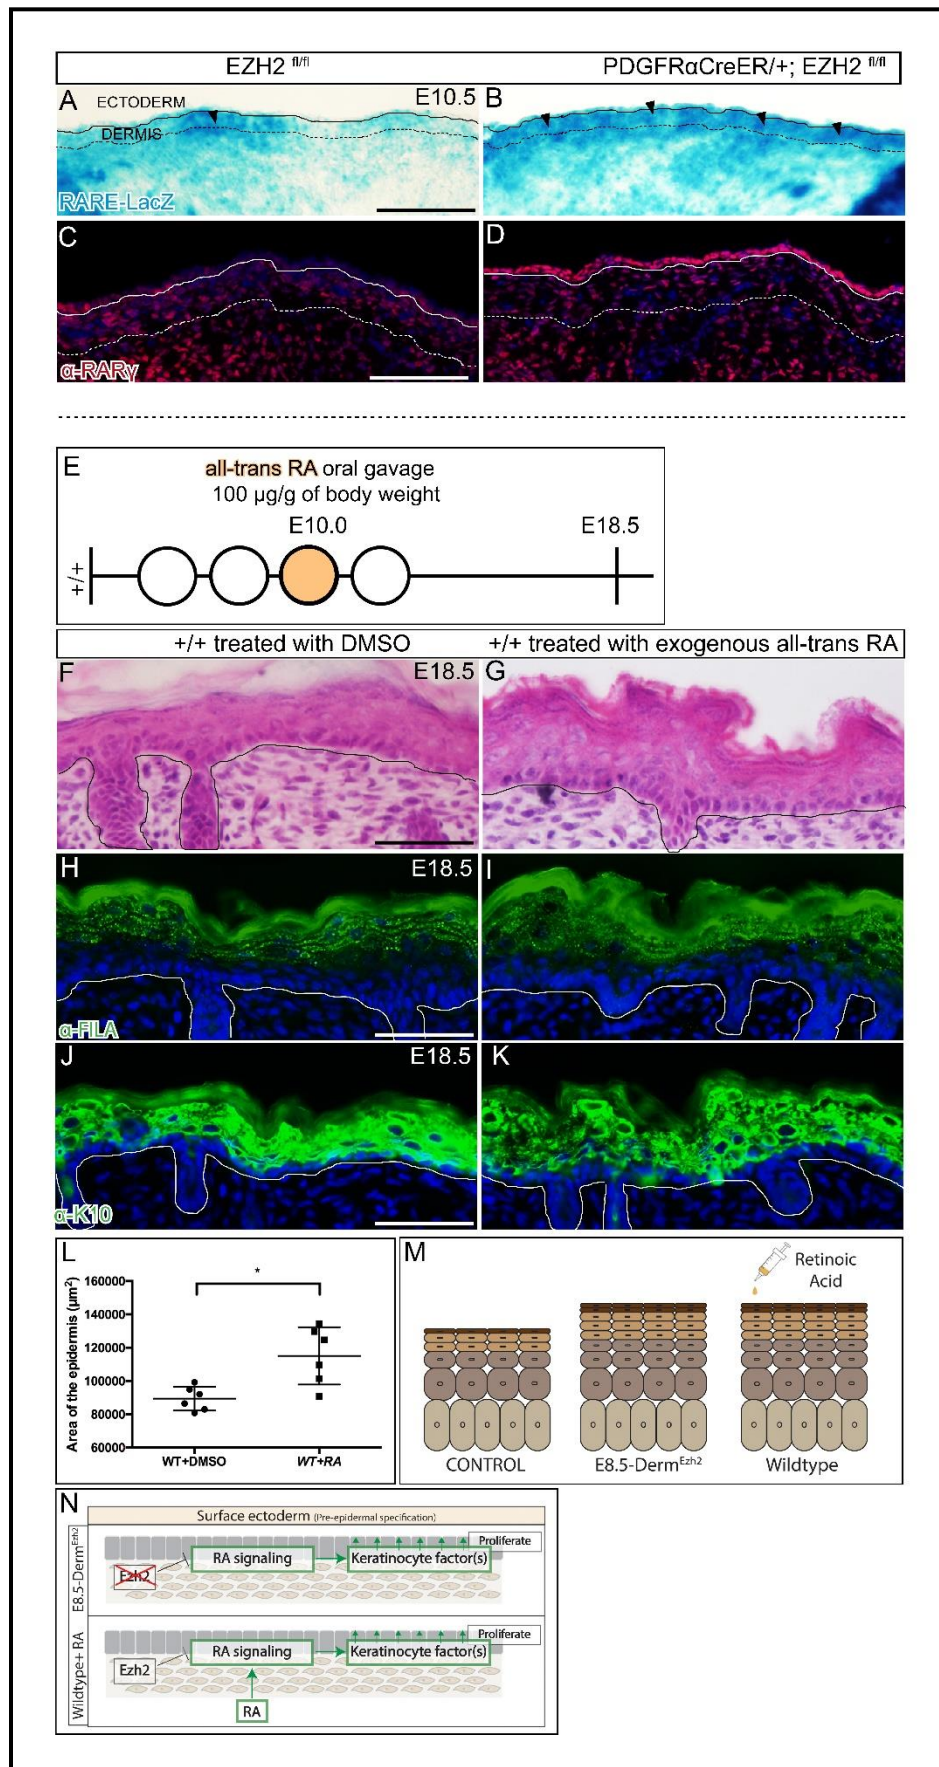 EZH2 fl/fl
PDGFRαCreER/+; EZH2 fl/fl
A
ECTODERM
E10.5
DERMIS
RARE-LacZ
B
C
α-RARγ
D
E
all-trans RA oral gavage
100 µg/g of body weight
E10.0
E18.5
+/+
+/+ treated with DMSO
+/+ treated with exogenous all-trans RA
F
E18.5
G
H
E18.5
I
α-FILA
J
E18.5
K
α-K10
L
*
160000
140000
120000
100000
80000
60000
Area of the epidermis (µm²)
WT+DMSO
WT+RA
M
Retinoic
Acid
CONTROL
E8.5-Derm^Ezh2
Wildtype
N
Surface ectoderm (Pre-epidermal specification)
E8.5-Derm^Ezh2
Proliferate
Ezh2
RA signaling
Keratinocyte factor(s)
Wildtype+ RA
Proliferate
Ezh2
RA signaling
Keratinocyte factor(s)
RA